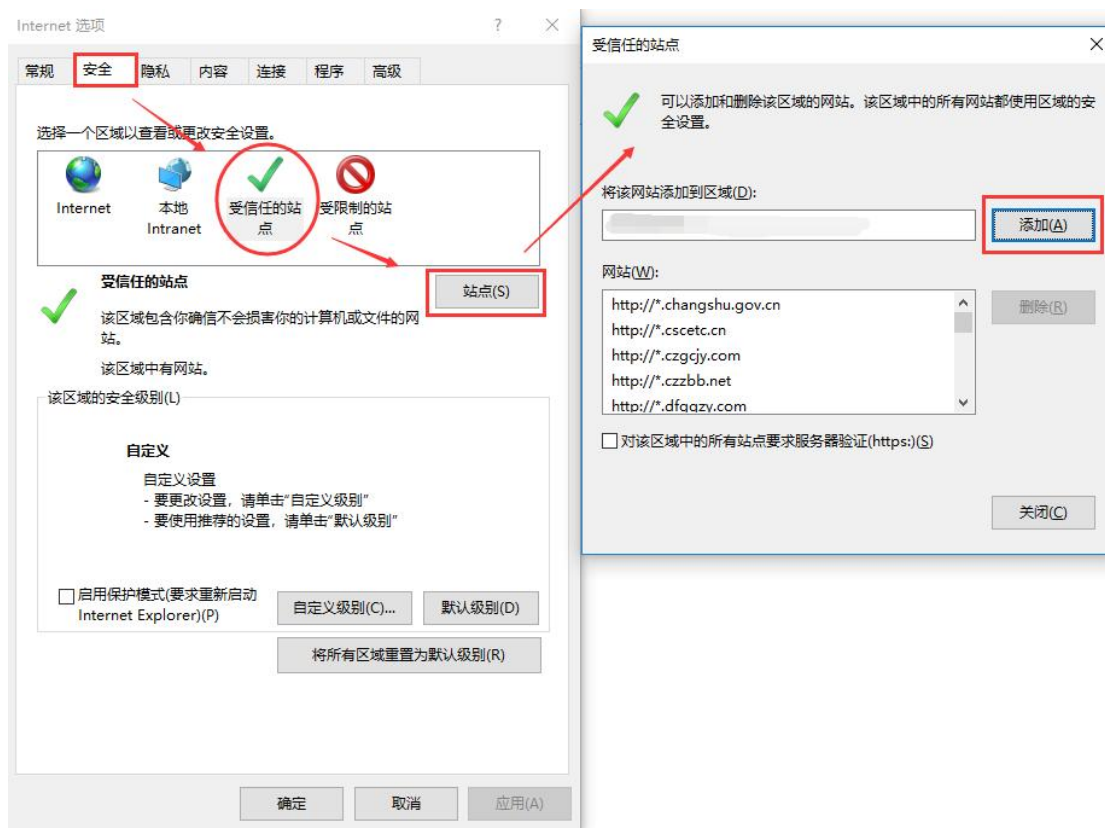 Internet 选项
常规 安全 隐私 内容 连接 程序 高级
选择一个区域以查看或更改安全设置。
Internet
本地
Intranet
受信任的站
点
受限制的站
点
受信任的站点
站点(S)
该区域包含你确信不会损害你的计算机或文件的网
站。
该区域中有网站。
该区域的安全级别(L)
自定义
自定义设置
- 要更改设置，请单击“自定义级别”
- 要使用推荐的设置，请单击“默认级别”
启用保护模式(要求重新启动
Internet Explorer)(P)
自定义级别(C)...
默认级别(D)
将所有区域重置为默认级别(R)
确定
取消
应用(A)
受信任的站点
可以添加和删除该区域的网站。该区域中的所有网站都使用区域的安
全设置。
将该网站添加到区域(D):
添加(A)
网站(W):
http://*.changshu.gov.cn
http://*.cscetc.cn
http://*.czgcjy.com
http://*.czzbb.net
http://*.dfggzy.com
删除(R)
对该区域中的所有站点要求服务器验证(https:)(S)
关闭(C)